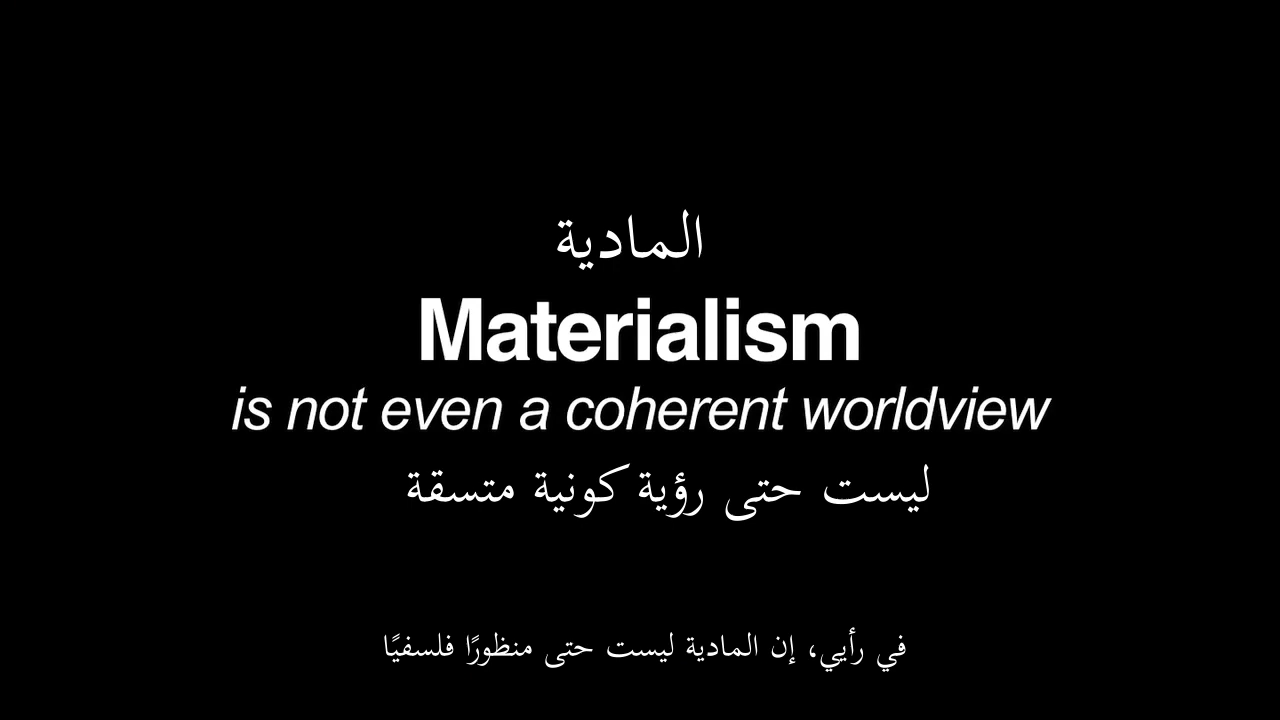 المادية
Materialism
is not even a coherent worldview
ليست حتى رؤية كونية متسقة
في رأيي، إن المادية ليست حتى منظورًا فلسفيًا